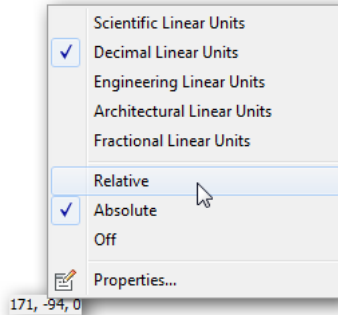 Scientific Linear Units
Decimal Linear Units
Engineering Linear Units
Architectural Linear Units
Fractional Linear Units
Relative
Absolute
Off
Properties...
171, -94, 0